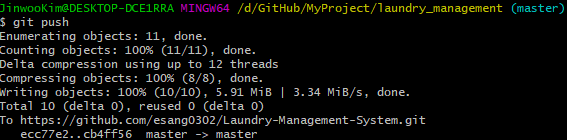 JinwooKim@DESKTOP-DCE1RRA MINGW64 /d/GitHub/MyProject/laundry_management (master)
$ git push
Enumerating objects: 11, done.
Counting objects: 100% (11/11), done.
Delta compression using up to 12 threads
Compressing objects: 100% (8/8), done.
Writing objects: 100% (10/10), 5.91 MiB | 3.34 MiB/s, done.
Total 10 (delta 0), reused 0 (delta 0)
To https://github.com/esang0302/Laundry-Management-System.git
   ecc77e2..cb4ff56  master -> master